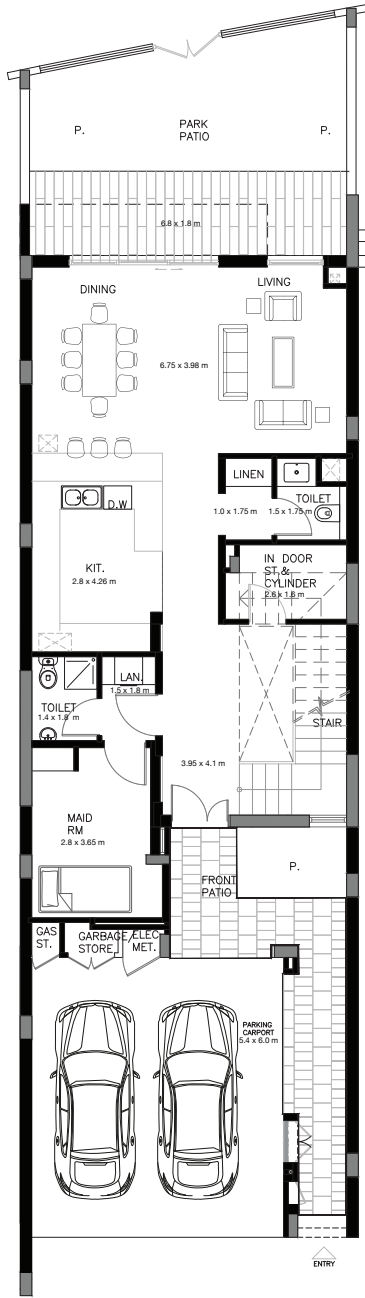 P.
PARK
PATIO
P.
6.8 x 1.8 m
DINING
LIVING
6.75 x 3.98 m
D.W
LINEN
TOILET
1.0 x 1.75 m
1.5 x 1.75 m
KIT.
2.8 x 4.26 m
IN DOOR
ST.&
CYLINDER
2.6 x 1.6 m
LAN.
1.5 x 1.8 m
TOILET
1.4 x 1.8 m
STAIR
3.95 x 4.1 m
MAID
RM
2.8 x 3.65 m
FRONT
PATIO
P.
GAS
ST.
GARBAGE
STORE
ELEC
MET.
PARKING
CARPORT
5.4 x 6.0 m
ENTRY